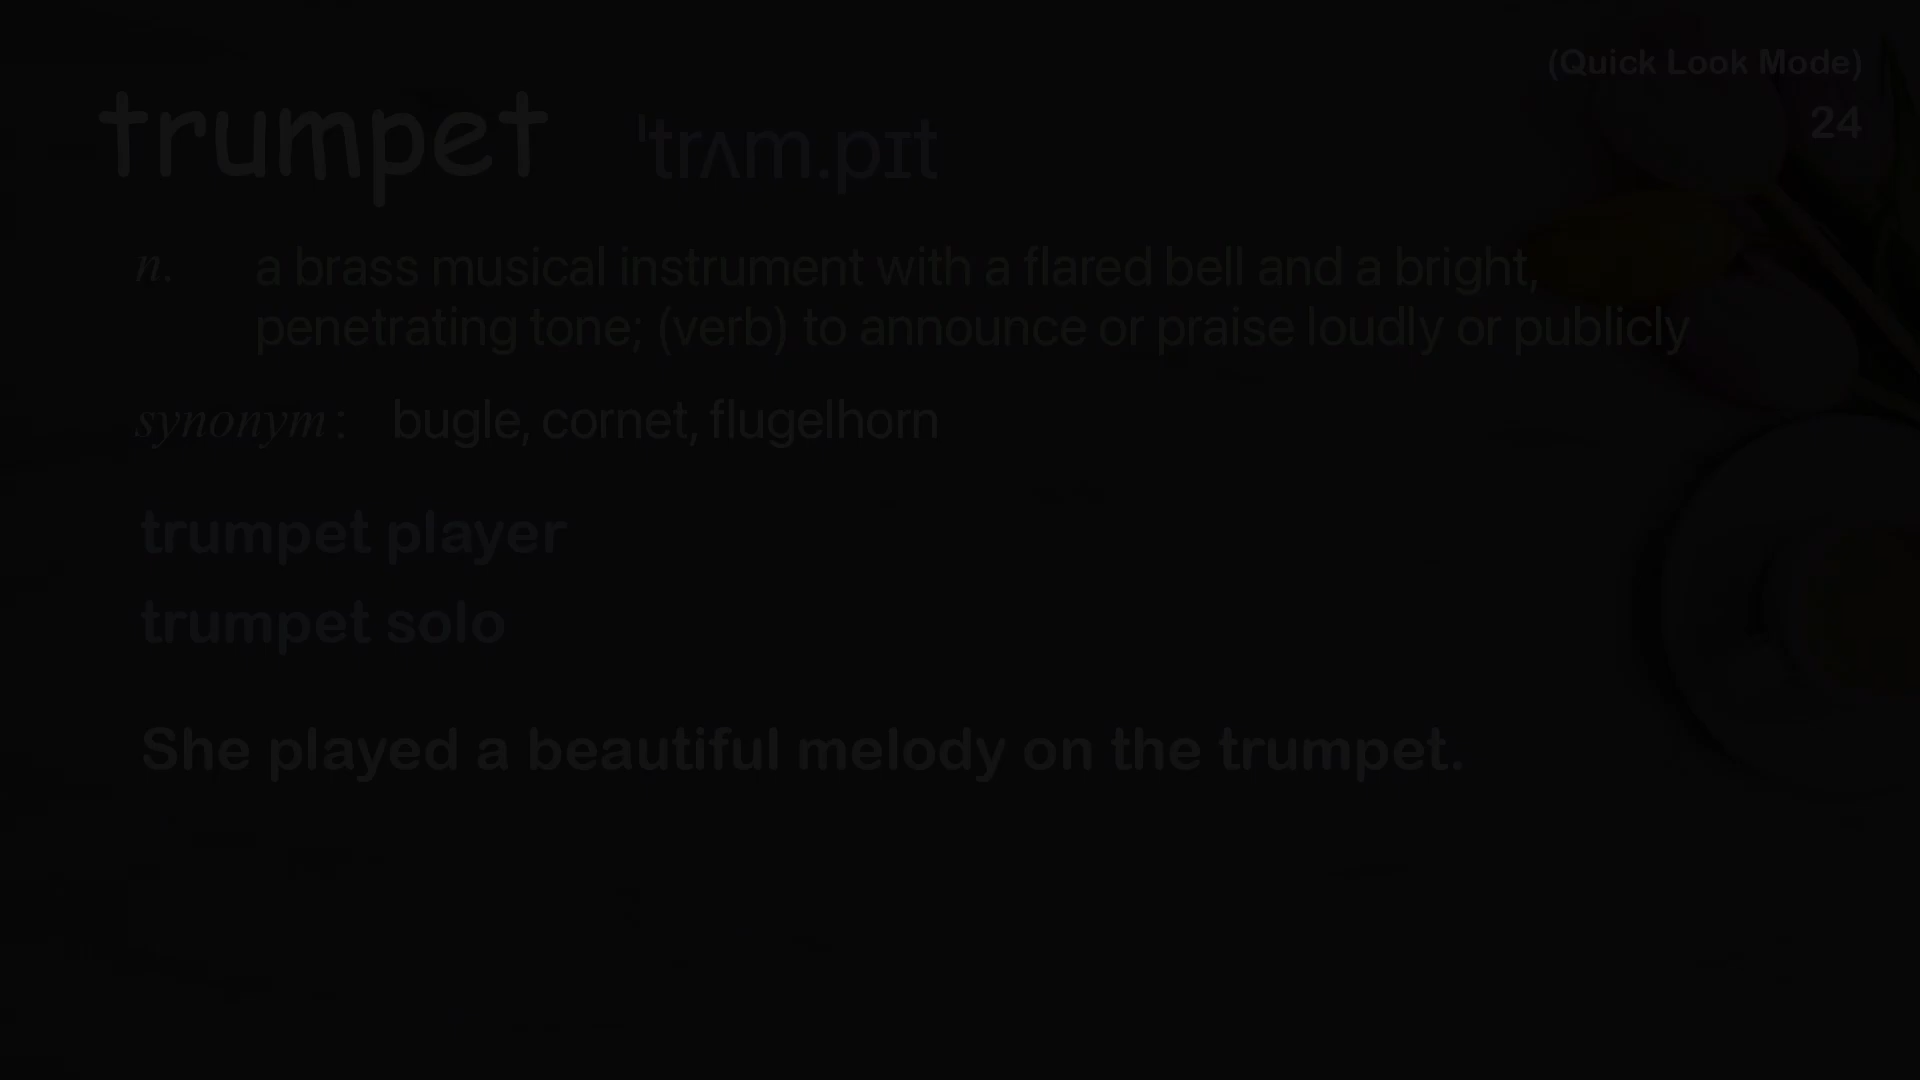 (Quick Look Mode)
24
trumpet ˈtrʌm.pɪt
n. a brass musical instrument with a flared bell and a bright,
penetrating tone; (verb) to announce or praise loudly or publicly
synonym: bugle, cornet, flugelhorn
trumpet player
trumpet solo
She played a beautiful melody on the trumpet.